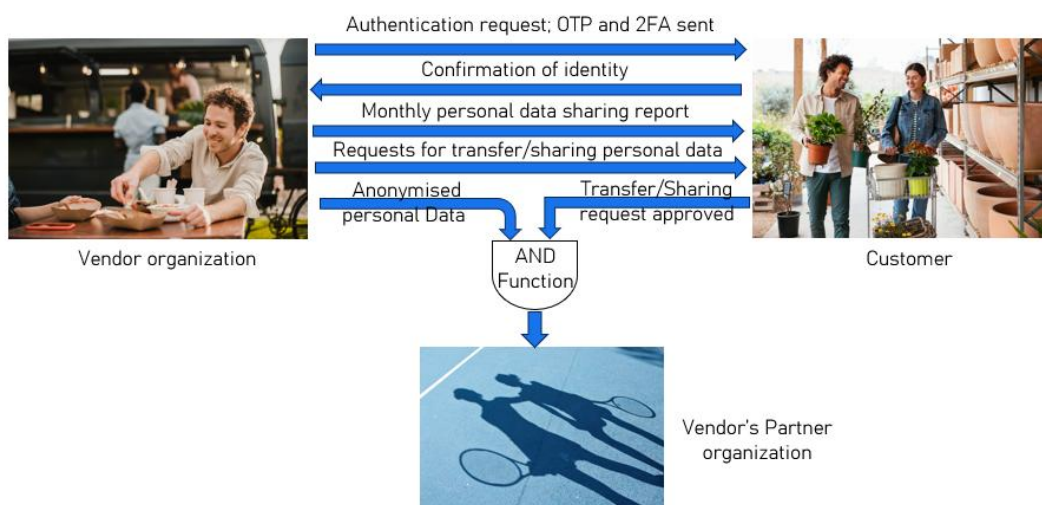 Authentication request; OTP and 2FA sent
Confirmation of identity
Monthly personal data sharing report
Requests for transfer/sharing personal data
Anonymised
personal Data
Transfer/Sharing
request approved
Vendor organization
AND
Function
Customer
Vendor's Partner
organization